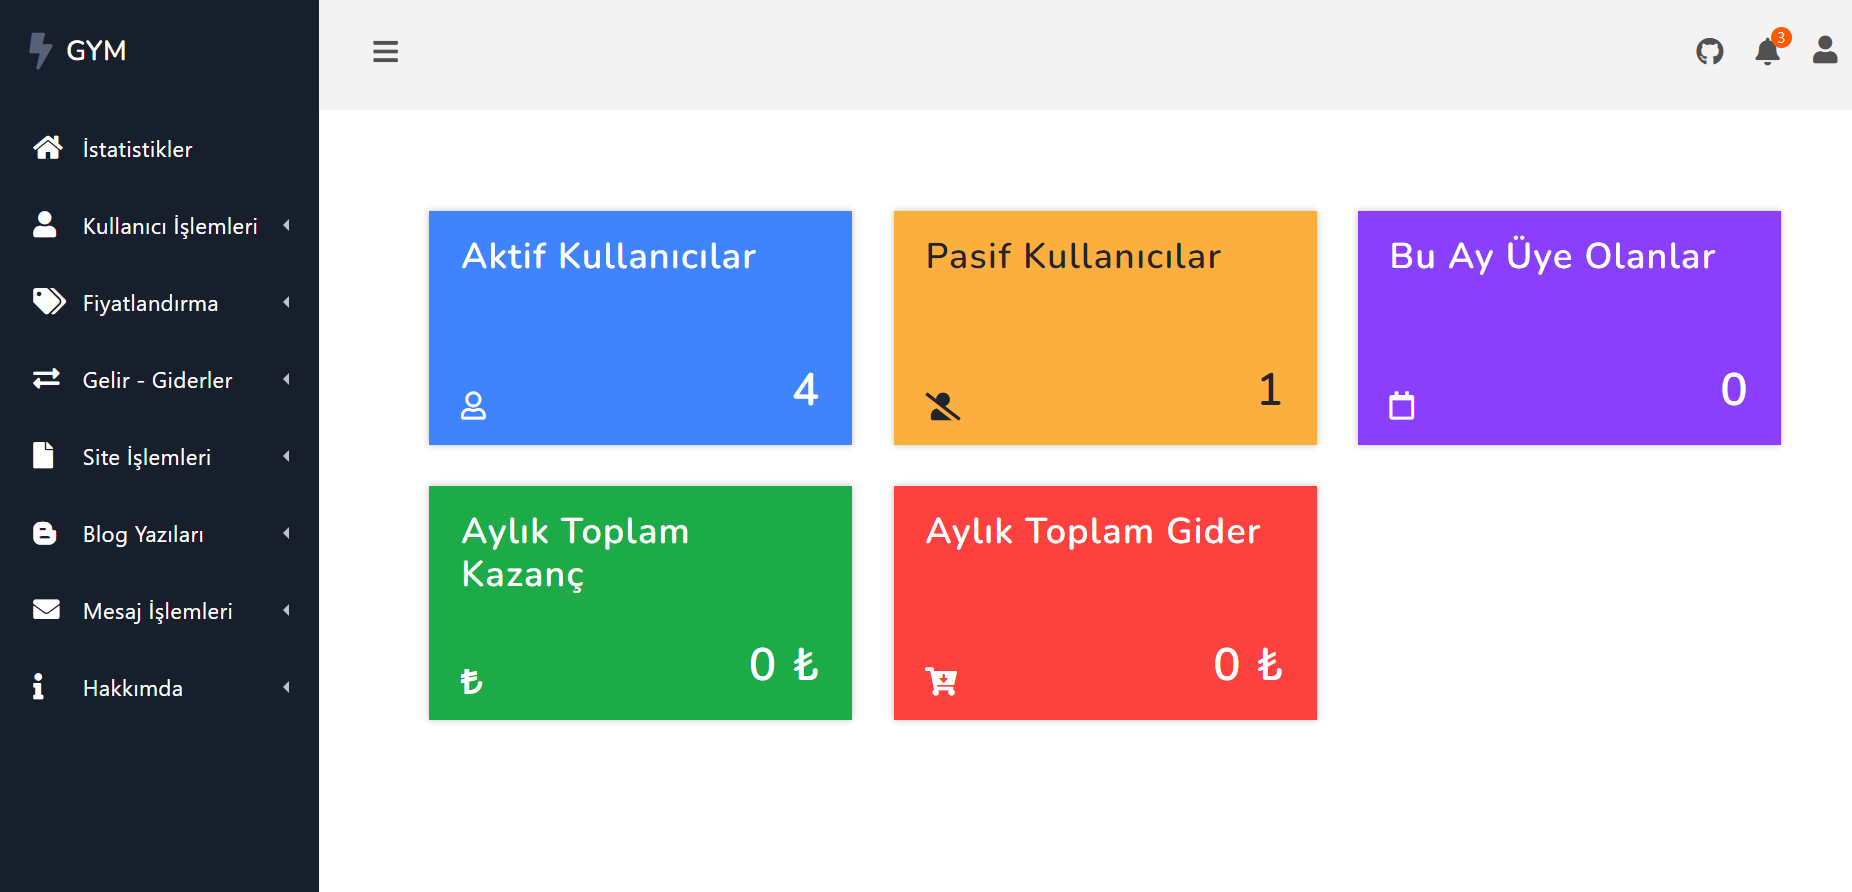 GYM
3
İstatistikler
Kullanıcı İşlemleri
Fiyatlandırma
Gelir - Giderler
Site İşlemleri
Blog Yazıları
Mesaj İşlemleri
Hakkımda
Aktif Kullanıcılar
4
Pasif Kullanıcılar
1
Bu Ay Üye Olanlar
0
Aylık Toplam
Kazanç
₺
0 ₺
Aylık Toplam Gider
0 ₺